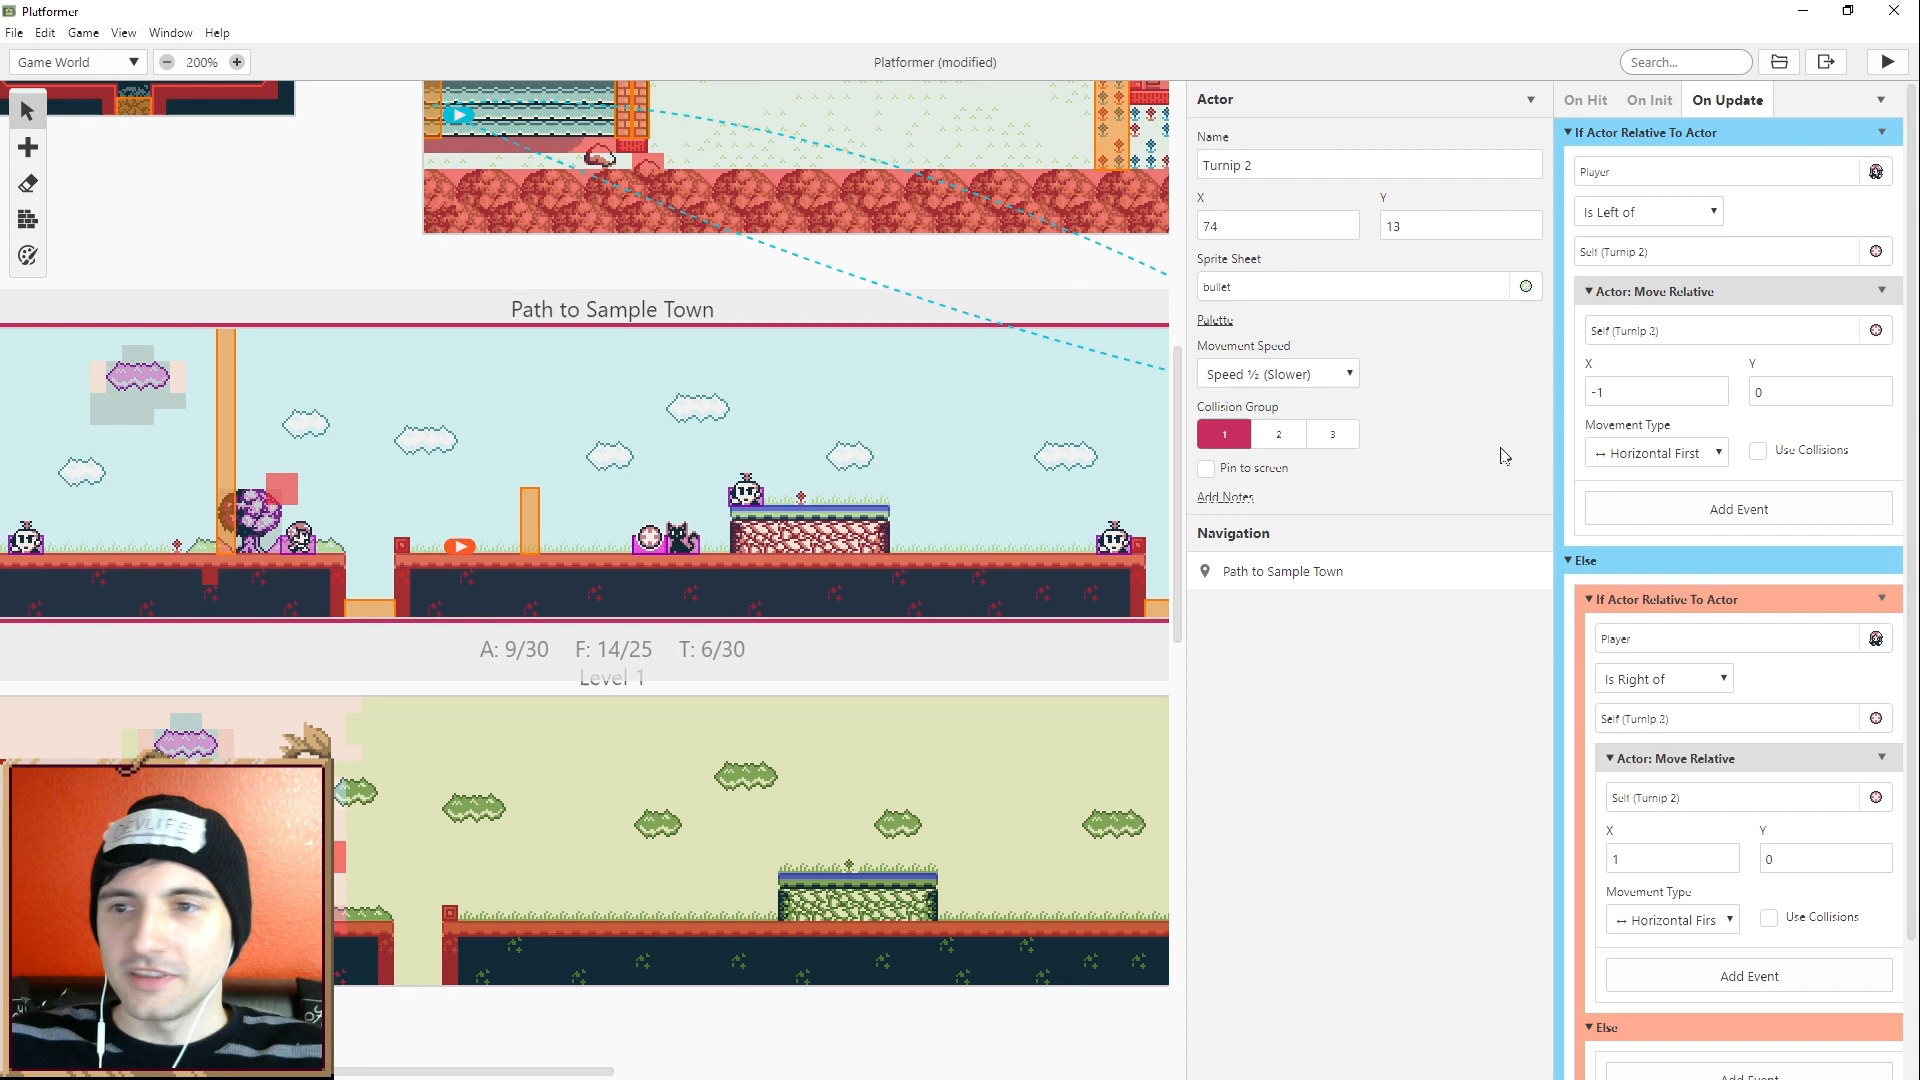 Platformer
File Edit Game View Window Help
Game World
200%
Platformer (modified)
Search...
Actor
Name
Turnip 2
X
Y
74
13
Sprite Sheet
bullet
Palette
Movement Speed
Speed ½ (Slower)
Collision Group
1
2
3
Pin to screen
Add Notes
Navigation
Path to Sample Town
On Hit
On Init
On Update
If Actor Relative To Actor
Player
Is Left of
Self (Turnip 2)
Actor: Move Relative
Self (Turnip 2)
X
Y
-1
0
Movement Type
↔ Horizontal First
Use Collisions
Add Event
Else
If Actor Relative To Actor
Player
Is Right of
Self (Turnip 2)
Actor: Move Relative
Self (Turnip 2)
X
Y
1
0
Movement Type
↔ Horizontal Firs
Use Collisions
Add Event
Else
Add Event
Path to Sample Town
A: 9/30 F: 14/25 T: 6/30
Level 1
DEVLIFE